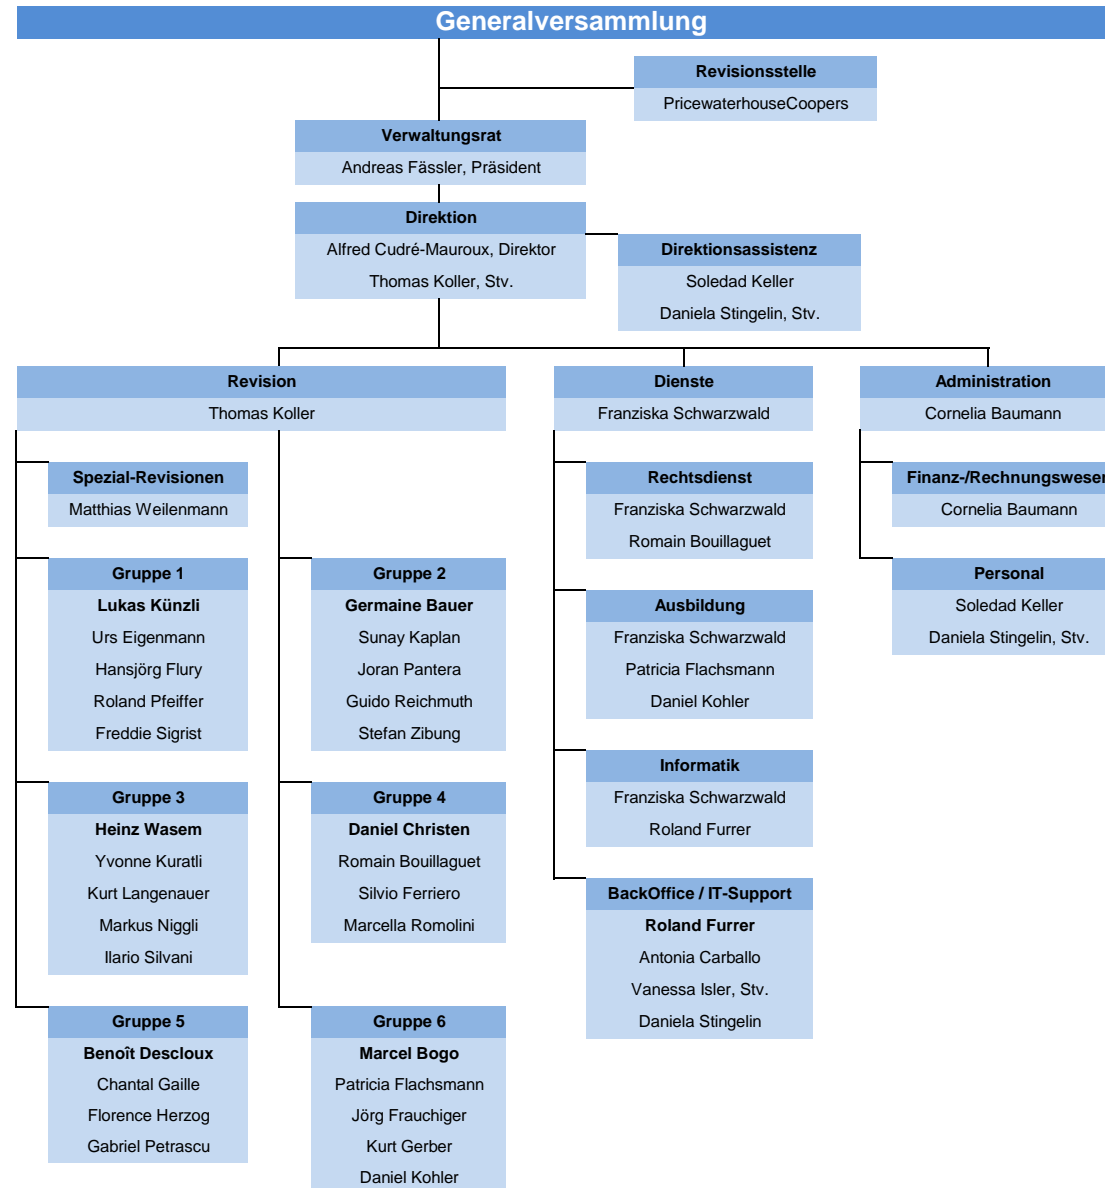 Generalversammlung
Revisionsstelle
PricewaterhouseCoopers
Verwaltungsrat
Andreas Fässler, Präsident
Direktion
Alfred Cudré-Mauroux, Direktor
Thomas Koller, Stv.
Direktionsassistenz
Soledad Keller
Daniela Stingelin, Stv.
Revision
Thomas Koller
Spezial-Revisionen
Matthias Weilenmann
Gruppe 1
Lukas Künzli
Urs Eigenmann
Hansjörg Flury
Roland Pfeiffer
Freddie Sigrist
Gruppe 2
Germaine Bauer
Sunay Kaplan
Joran Pantera
Guido Reichmuth
Stefan Zibung
Gruppe 3
Heinz Wasem
Yvonne Kuratli
Kurt Langenauer
Markus Niggli
Ilario Silvani
Gruppe 4
Daniel Christen
Romain Bouillaguet
Silvio Ferriero
Marcella Romolini
Gruppe 5
Benoît Descloux
Chantal Gaille
Florence Herzog
Gabriel Petrascu
Gruppe 6
Marcel Bogo
Patricia Flachsmann
Jörg Frauchiger
Kurt Gerber
Daniel Kohler
Dienste
Franziska Schwarzwald
Rechtsdienst
Franziska Schwarzwald
Romain Bouillaguet
Ausbildung
Franziska Schwarzwald
Patricia Flachsmann
Daniel Kohler
Informatik
Franziska Schwarzwald
Roland Furrer
BackOffice / IT-Support
Roland Furrer
Antonia Carballo
Vanessa Isler, Stv.
Daniela Stingelin
Administration
Cornelia Baumann
Finanz-/Rechnungswesen
Cornelia Baumann
Personal
Soledad Keller
Daniela Stingelin, Stv.